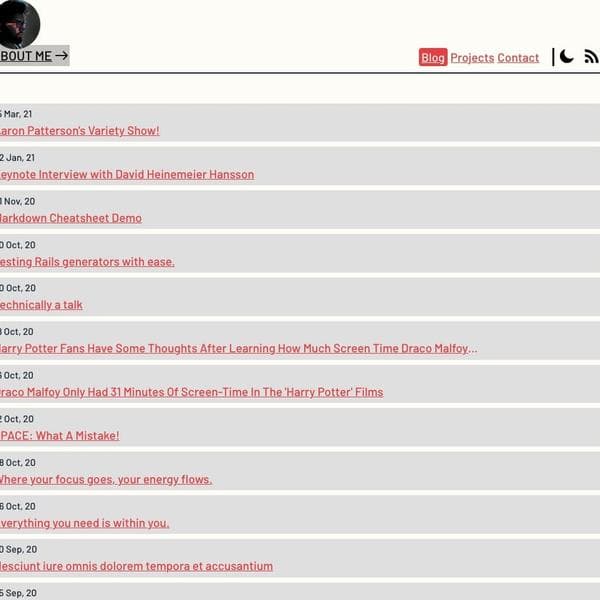 BOUT ME →
Blog Projects Contact
5 Mar, 21
aron Patterson's Variety Show!
2 Jan, 21
eynote Interview with David Heinemeier Hansson
1 Nov, 20
arkdown Cheatsheet Demo
0 Oct, 20
esting Rails generators with ease.
0 Oct, 20
echnically a talk
8 Oct, 20
arry Potter Fans Have Some Thoughts After Learning How Much Screen Time Draco Malfoy...
6 Oct, 20
raco Malfoy Only Had 31 Minutes Of Screen-Time In The 'Harry Potter' Films
2 Oct, 20
PACE: What A Mistake!
8 Oct, 20
Where your focus goes, your energy flows.
6 Oct, 20
verything you need is within you.
0 Sep, 20
esciunt iure omnis dolorem tempora et accusantium
5 Sep, 20